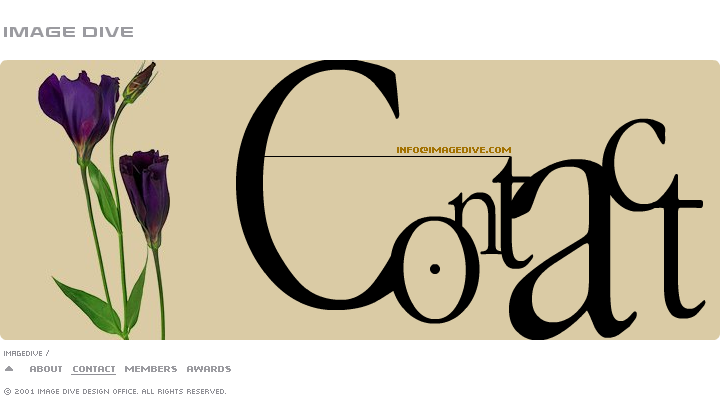 IMAGE DIVE
Contact
INFO@IMAGEDIVE.COM
IMAGEDIVE /
ABOUT CONTACT MEMBERS AWARDS
© 2001 IMAGE DIVE DESIGN OFFICE. ALL RIGHTS RESERVED.